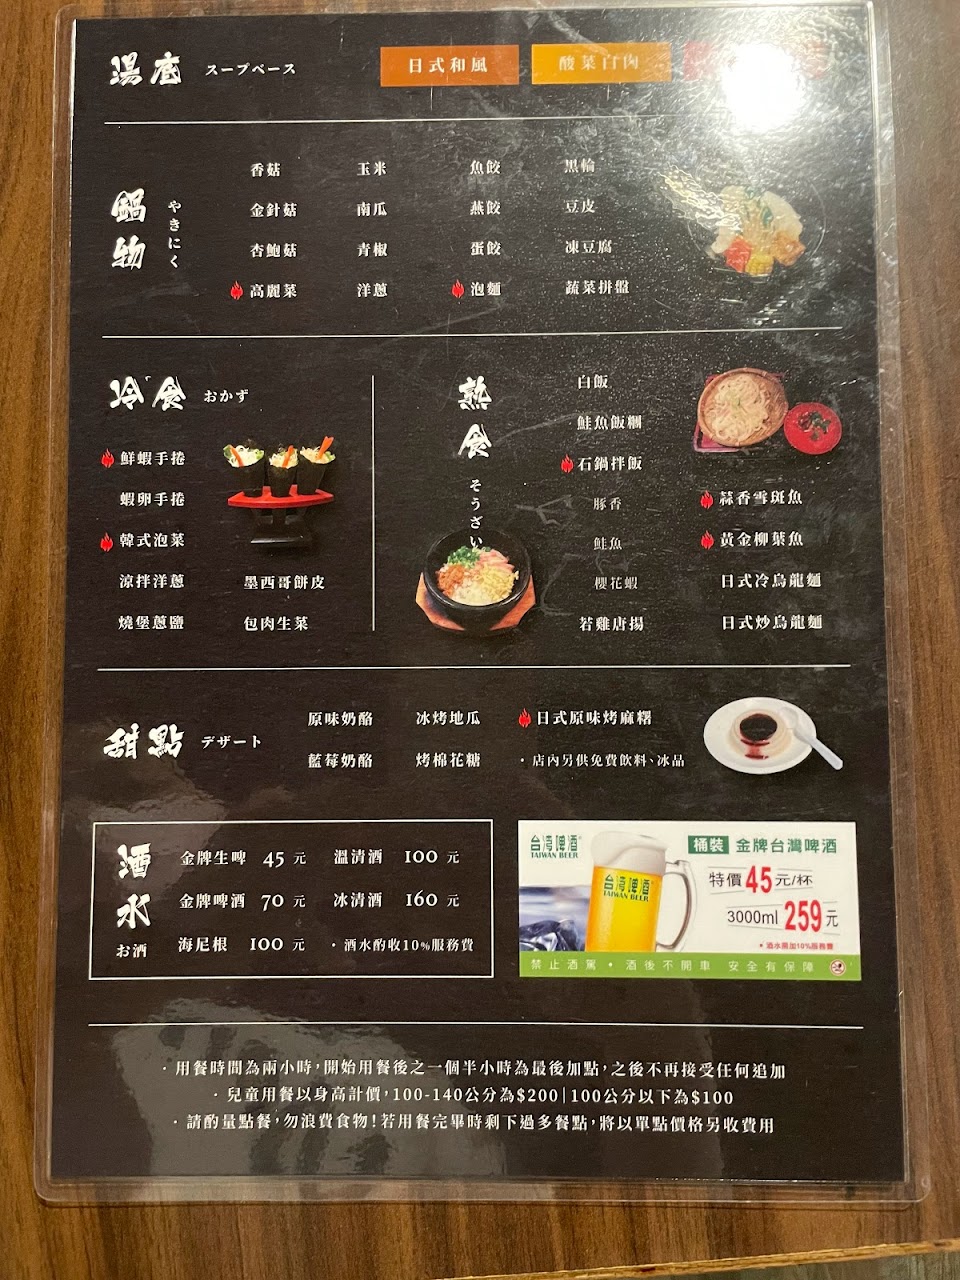 湯底 スープベース 日式和風 酸菜白肉
鍋物 やきにく
香菇 玉米 魚餃 黑輪
金針菇 南瓜 燕餃 豆皮
杏鮑菇 青椒 蛋餃 凍豆腐
高麗菜 洋蔥 泡麵 蔬菜拼盤
冷食 おかず
鮮蝦手捲
蝦卵手捲
韓式泡菜
涼拌洋蔥 墨西哥餅皮
燒堡蔥鹽 包肉生菜
熟食 そうざい
白飯
鮭魚飯糰
石鍋拌飯
豚香
鮭魚
櫻花蝦
若雞唐揚
蒜香雪斑魚
黃金柳葉魚
日式冷烏龍麵
日式炒烏龍麵
甜點 デザート
原味奶酪 冰烤地瓜 日式原味烤麻糬
藍莓奶酪 烤棉花糖 ·店內另供免費飲料、冰品
酒水 お酒
金牌生啤 45 元 溫清酒 100 元
金牌啤酒 70 元 冰清酒 160 元
海尼根 100 元 ·酒水酌收10%服務費
台湾啤酒
TAIWAN BEER
台湾啤酒
TAIWAN BEER
桶裝 金牌台灣啤酒
特價45元/杯
3000ml 259元
•酒水需加10%服務費
禁止酒駕 • 酒後不開車 安全有保障
·用餐時間為兩小時,開始用餐後之一個半小時為最後加點,之後不再接受任何追加
·兒童用餐以身高計價,100-140公分為$200|100公分以下為$100
·請酌量點餐,勿浪費食物!若用餐完畢時剩下過多餐點,將以單點價格另收費用